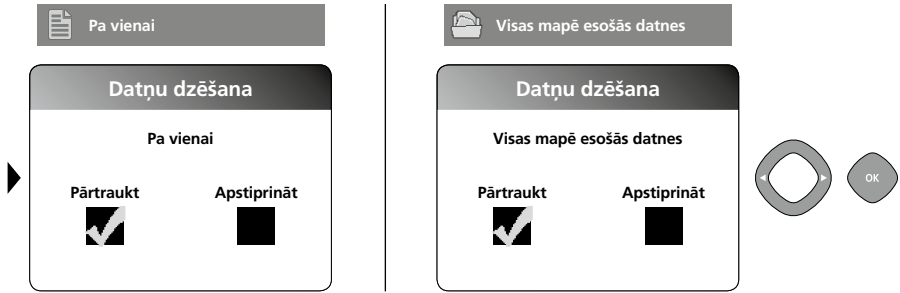 Pa vienai
Datņu dzēšana
Pa vienai
Pārtraukt Apstiprināt
Visas mapē esošās datnes
Datņu dzēšana
Visas mapē esošās datnes
Pārtraukt Apstiprināt
OK